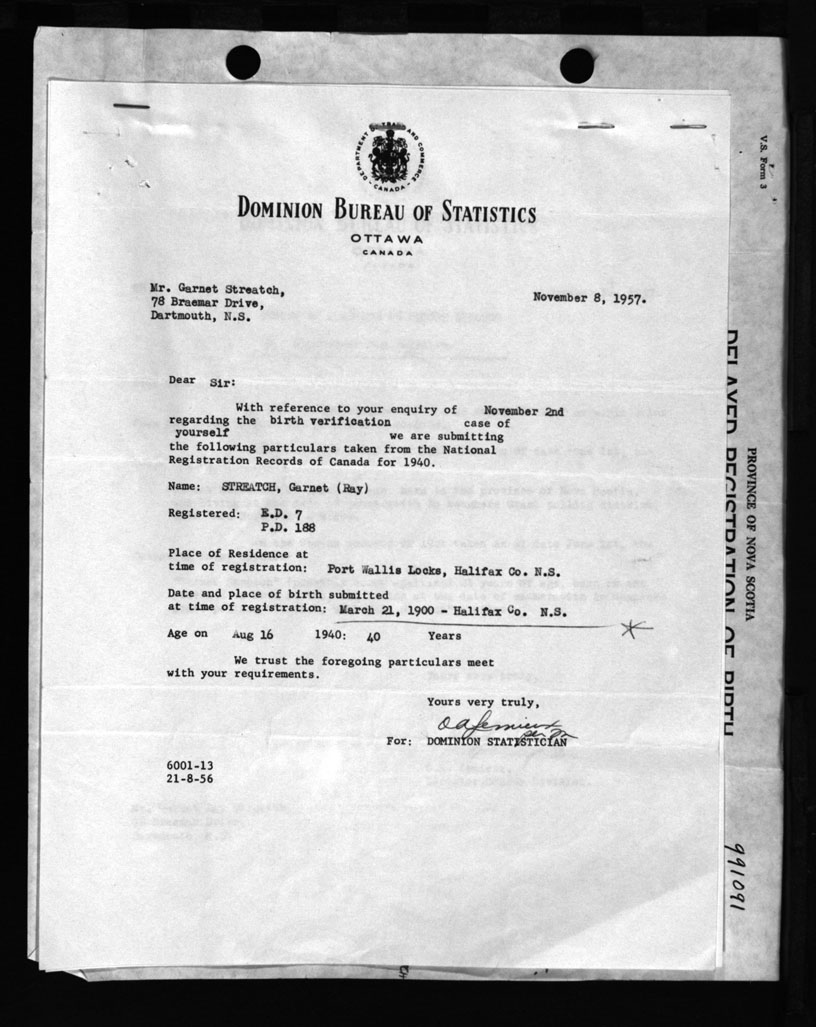 DEPARTMENT OF TRADE AND COMMERCE
CANADA
DOMINION BUREAU OF STATISTICS
OTTAWA
CANADA
Mr. Garnet Streatch,
78 Braemar Drive,
Dartmouth, N.S.
November 8, 1957.
Dear Sir:
With reference to your enquiry of November 2nd
regarding the birth verification case of
yourself we are submitting
the following particulars taken from the National
Registration Records of Canada for 1940.
Name: STREATCH, Garnet (Ray)
Registered: E.D. 7
P.D. 188
Place of Residence at
time of registration: Port Wallis Locks, Halifax Co. N.S.
Date and place of birth submitted
at time of registration: March 21, 1900 - Halifax Co. N.S.
Age on Aug 16 1940: 40 Years
We trust the foregoing particulars meet
with your requirements.
Yours very truly,
For: DOMINION STATISTICIAN
6001-13
21-8-56
V.S. Form 3
PROVINCE OF NOVA SCOTIA
DELAYED REGISTRATION OF BIRTH
991091